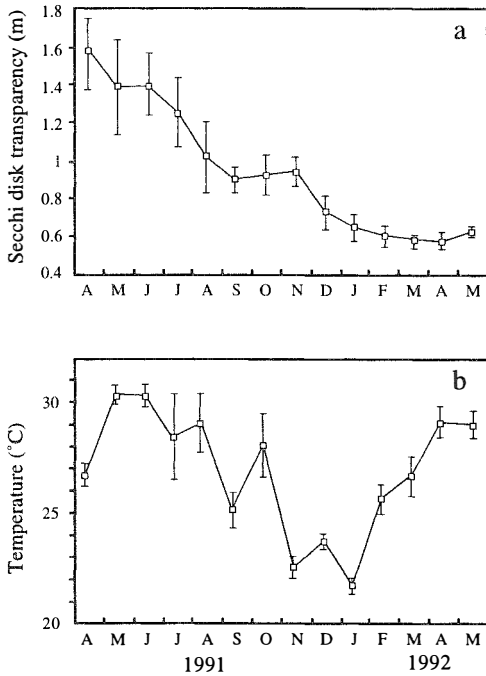 Secchi disk transparency (m)
a
1.8
1.6
1.4
1.2
1
0.8
0.6
0.4
A M J J A S O N D J F M A M
Temperature (°C)
b
30
25
20
A M J J A S O N D J F M A M
1991 1992